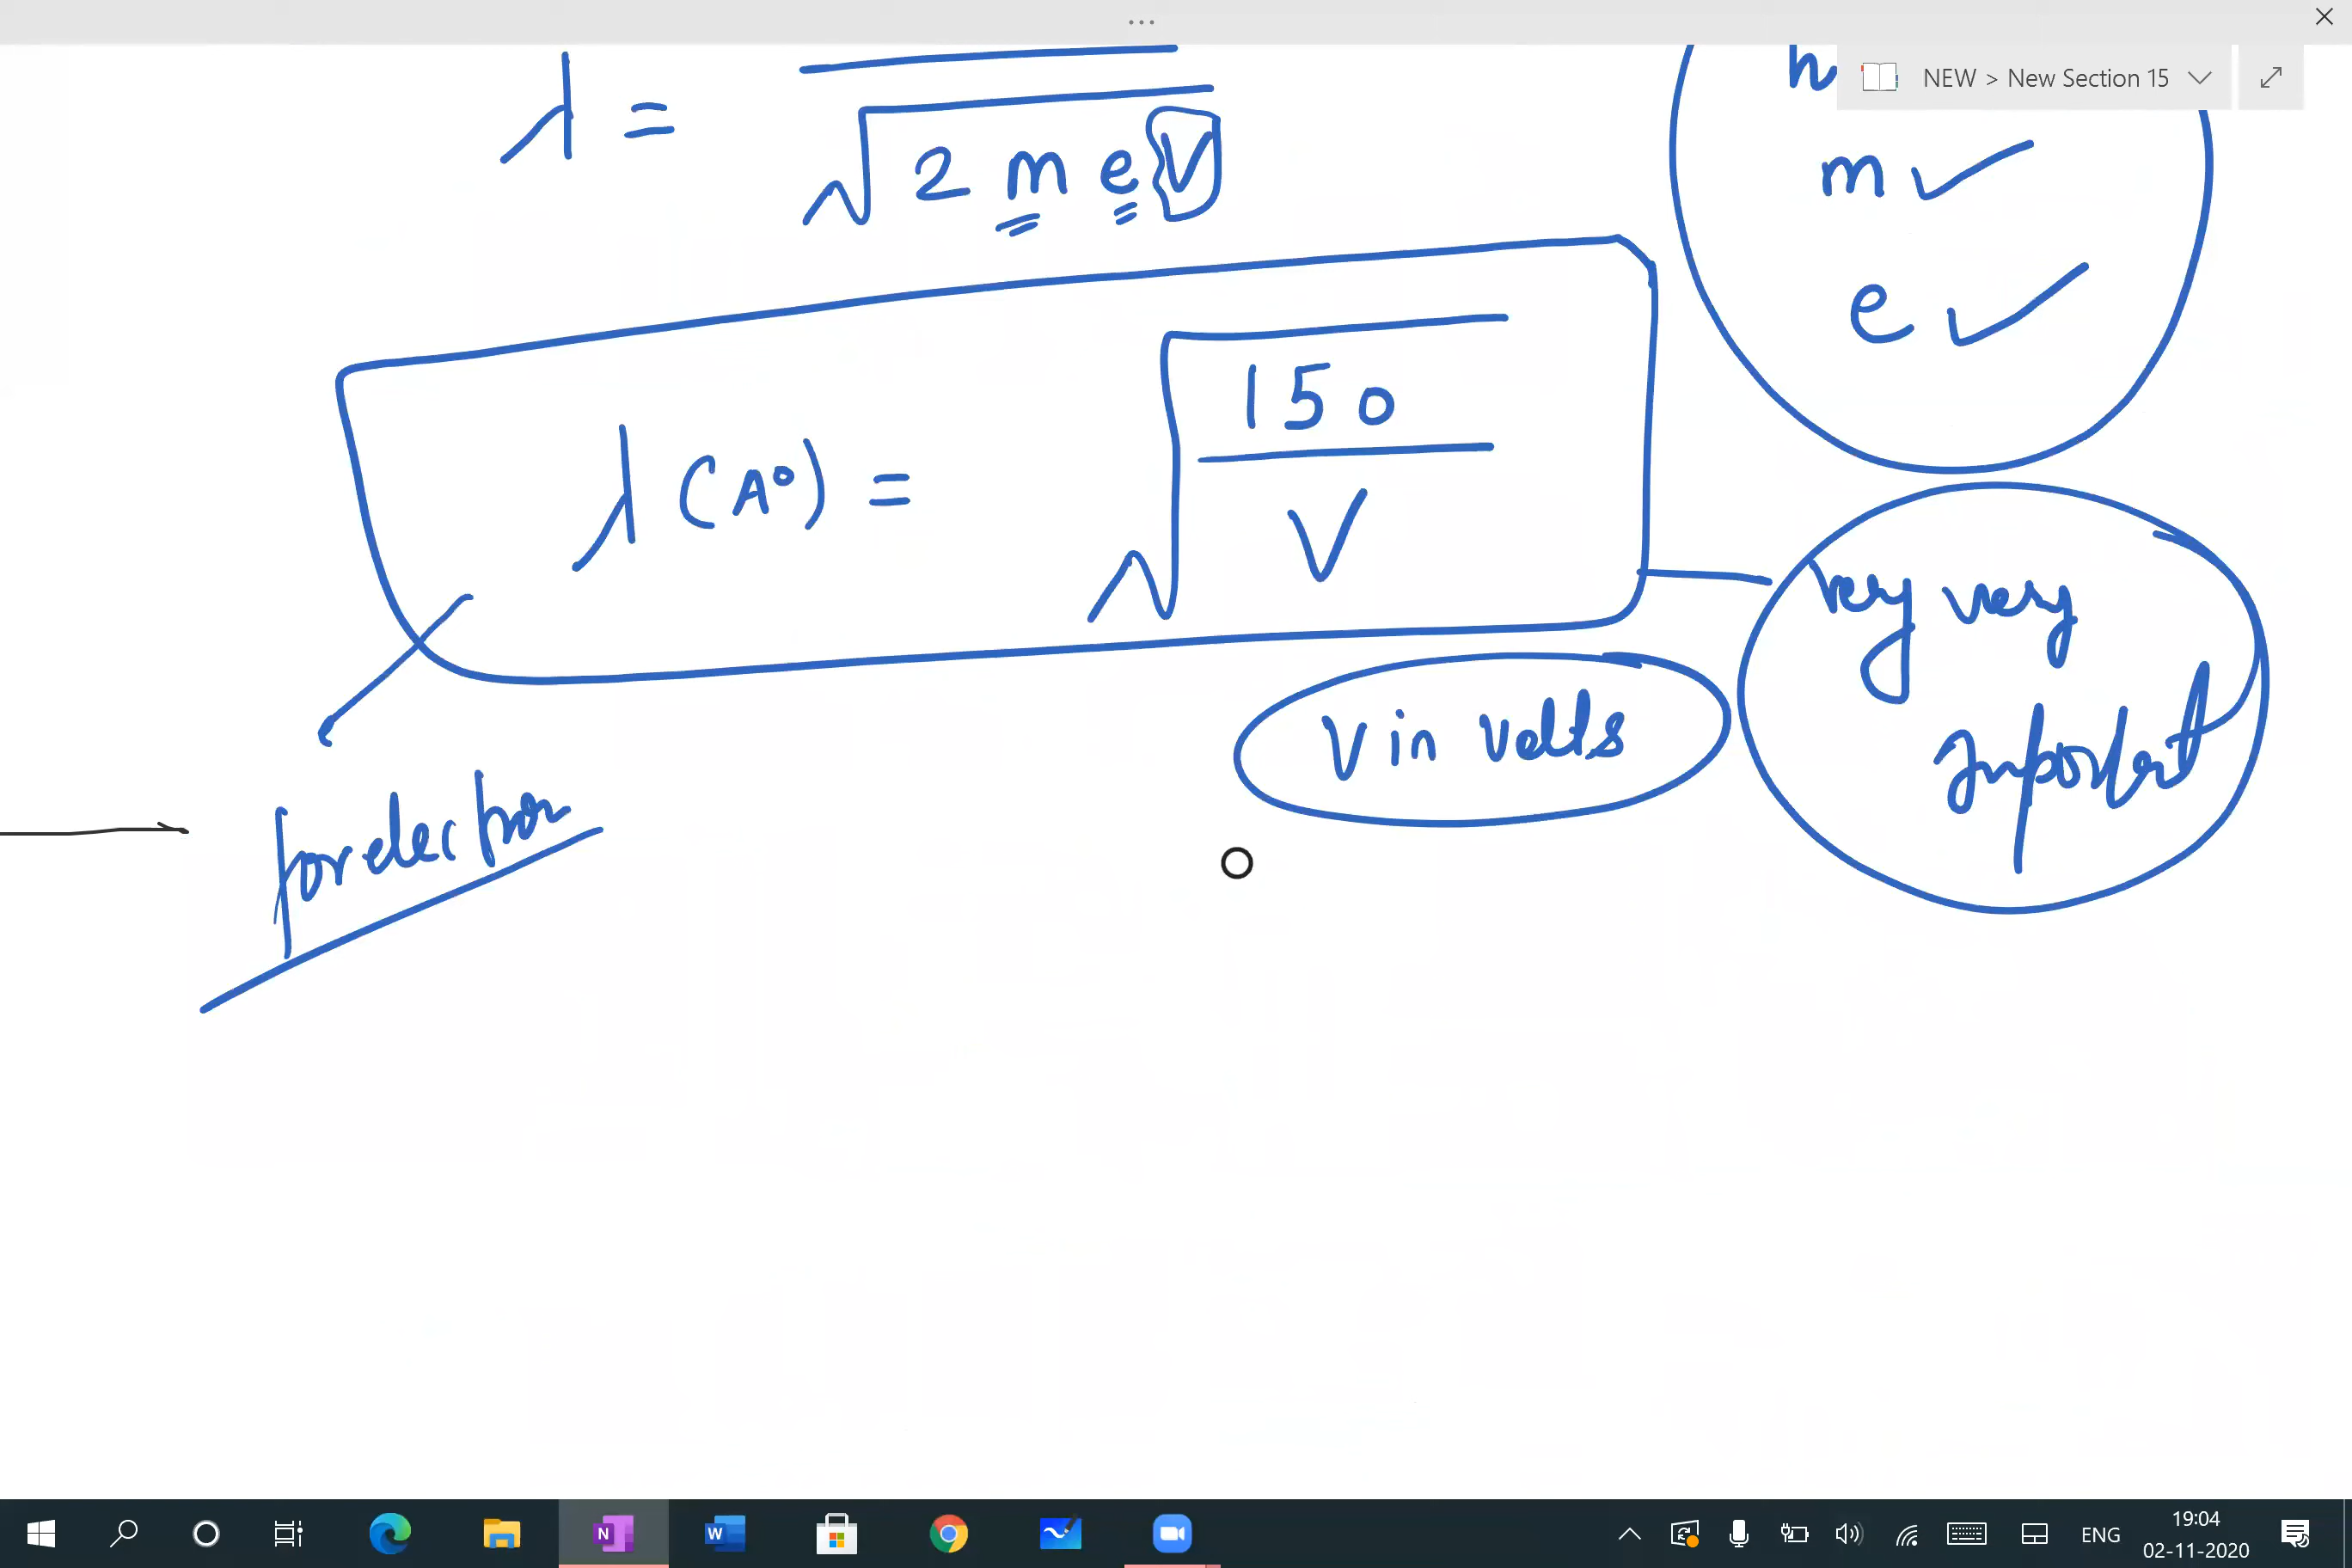 ...
NEW > New Section 15
h
λ =
√2 m e V
m ✓
e ✓
λ (A°) = √150/V
very very
Important
V in Volts
for electron
N
W
ENG
19:04
02-11-2020